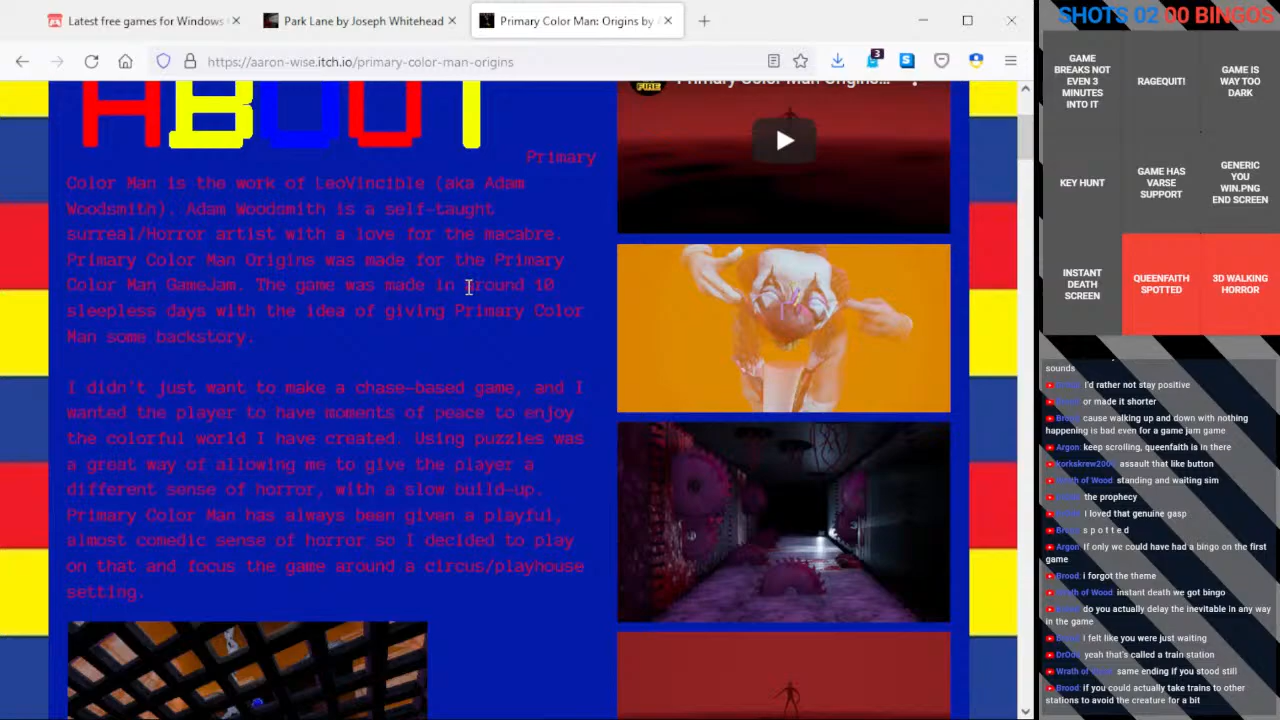 Latest free games for Windows
Park Lane by Joseph Whitehead
Primary Color Man: Origins by A
https://aaron-wise.itch.io/primary-color-man-origins
3
ABOUT
Primary
Color Man is the work of LeoVincible (aka Adam
Woodsmith). Adam Woodsmith is a self-taught
surreal/Horror artist with a love for the macabre.
Primary Color Man Origins was made for the Primary
Color Man GameJam. The game was made in around 10
sleepless days with the idea of giving Primary Color
Man some backstory.
I didn't just want to make a chase-based game, and I
wanted the player to have moments of peace to enjoy
the colorful world I have created. Using puzzles was
a great way of allowing me to give the player a
different sense of horror, with a slow build-up.
Primary Color Man has always been given a playful,
almost comedic sense of horror so I decided to play
on that and focus the game around a circus/playhouse
setting.
Primary Color Man Origins...
FIRE
SHOTS 02 00 BINGOS
GAME
BREAKS NOT
EVEN 3
MINUTES
INTO IT
RAGEQUIT!
GAME IS
WAY TOO
DARK
KEY HUNT
GAME HAS
VARSE
SUPPORT
GENERIC
YOU
WIN.PNG
END SCREEN
INSTANT
DEATH
SCREEN
QUEENFAITH
SPOTTED
3D WALKING
HORROR
sounds
I'd rather not stay positive
or made it shorter
Brood: cause walking up and down with nothing
happening is bad even for a game jam game
Argon: keep scrolling, queenfaith is in there
assault that like button
Wrath of Wood: standing and waiting sim
the prophecy
I loved that genuine gasp
s p o t t e d
Argon: If only we could have had a bingo on the first
game
Brood: i forgot the theme
Wrath of Wood: instant death we got bingo
do you actually delay the inevitable in any way
in the game
i felt like you were just waiting
yeah that's called a train station
Wrath of same ending if you stood still
Brood: if you could actually take trains to other
stations to avoid the creature for a bit